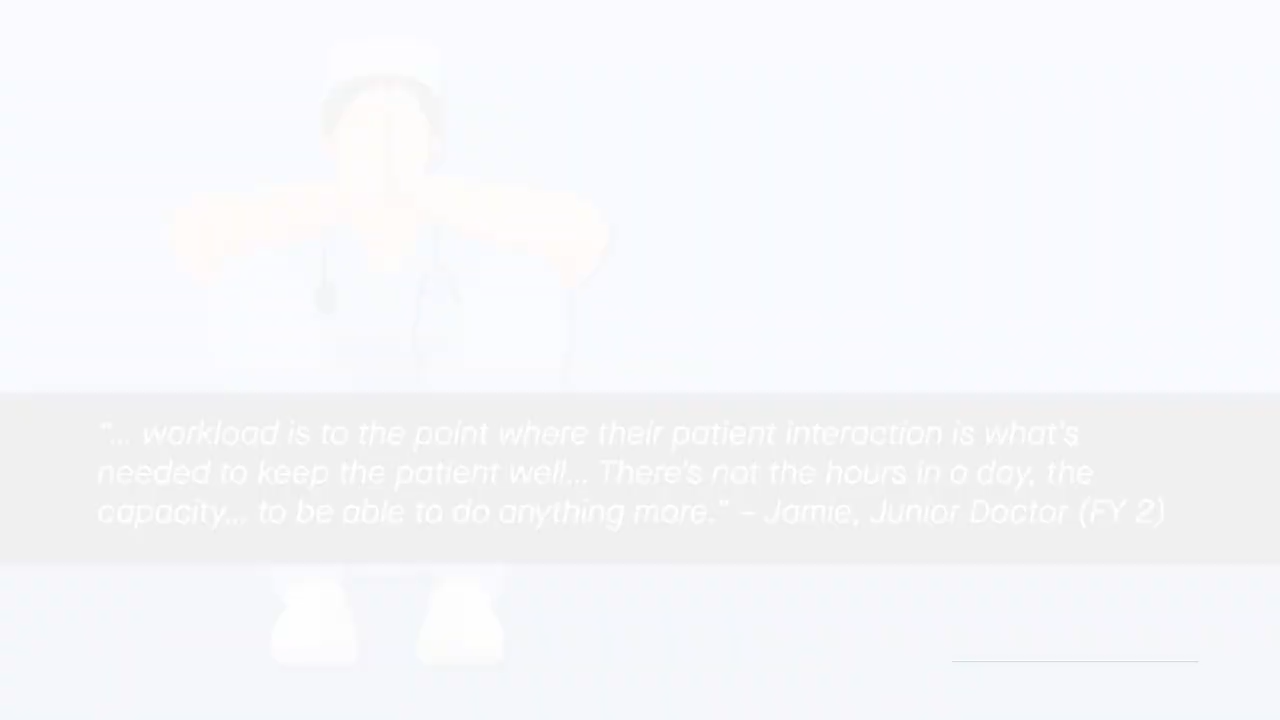 "... workload is to the point where their patient interaction is what's
needed to keep the patient well... There's not the hours in a day, the
capacity... to be able to do anything more." – Jamie, Junior Doctor (FY 2)